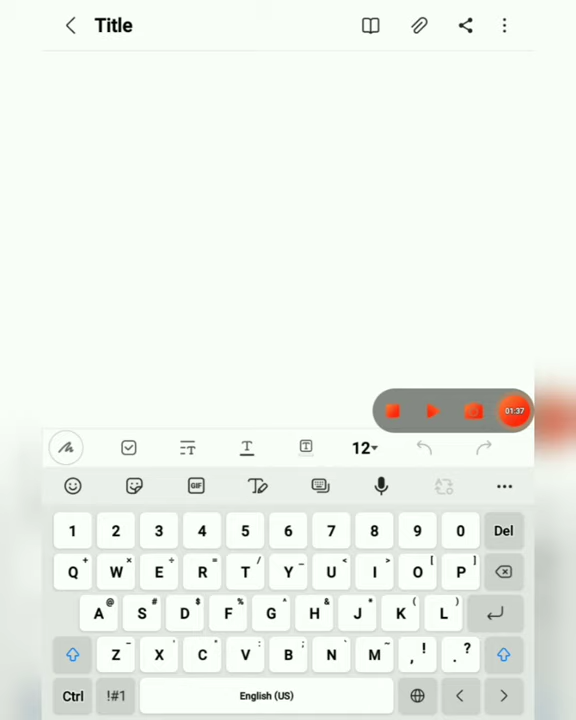 Title
01:37
12
GIF
1 2 3 4 5 6 7 8 9 0 Del
Q + W × E ÷ R = T / Y _ U < I > O [ P ]
A @ S # D $ F % G ^ H & J * K ( L )
Z - X ' C " V : B ; N ` M ~ , ! . ?
Ctrl !#1 English (US)